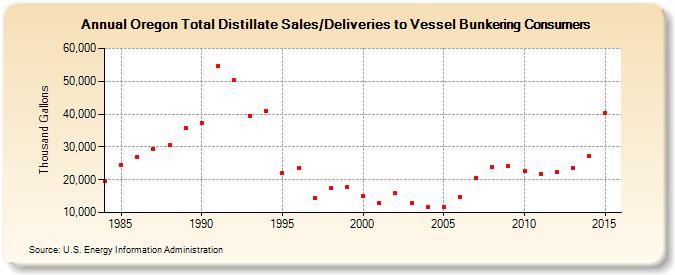 Annual Oregon Total Distillate Sales/Deliveries to Vessel Bunkering Consumers
Thousand Gallons
60,000
50,000
40,000
30,000
20,000
10,000
1985 1990 1995 2000 2005 2010 2015
Source: U.S. Energy Information Administration